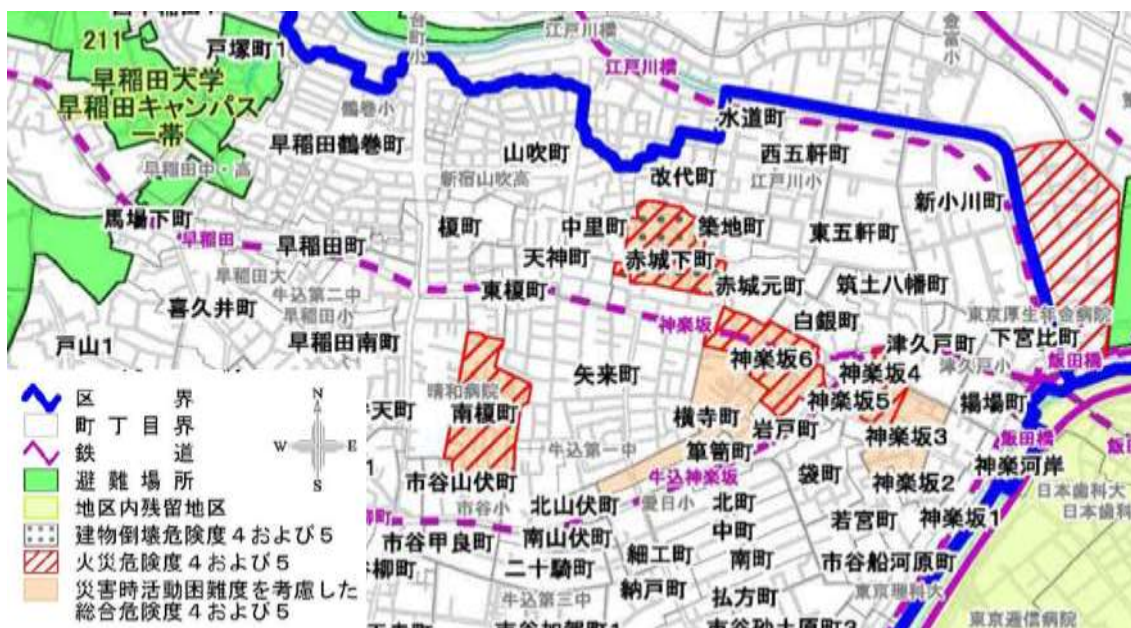 211
戸塚町1
早稲田大学
早稲田キャンパス
一帯
鶴巻小
江戸川橋
江戸川橋
金富小
水道町
早稲田鶴巻町
早稲田中・高
山吹町
新宿山吹高
改代町
西五軒町
江戸川小
新小川町
馬場下町
早稲田
早稲田町
榎町
中里町
築地町
東五軒町
天神町
赤城下町
赤城元町
筑土八幡町
早稲田大
牛込第二中
早稲田小
喜久井町
東榎町
神楽坂
白銀町
東京厚生年金病院
下宮比町
津久戸町
津久戸小
飯田橋
戸山1
早稲田南町
神楽坂6
神楽坂4
晴和病院
矢来町
神楽坂5
揚場町
南榎町
横寺町
岩戸町
神楽坂3
飯田橋
箪笥町
牛込第一中
牛込神楽坂
袋町
神楽坂2
神楽河岸
市谷山伏町
北山伏町
愛日小
北町
中町
若宮町
神楽坂1
日本歯科大
日本歯科
市谷小
市谷甲良町
南山伏町
細工町
南町
市谷船河原町
二十騎町
納戸町
払方町
東京理科大
牛込第三中
東京逓信病院
N
W
E
S
区界
町丁目界
鉄道
避難場所
地区内残留地区
建物倒壊危険度4および5
火災危険度4および5
災害時活動困難度を考慮した
総合危険度4および5